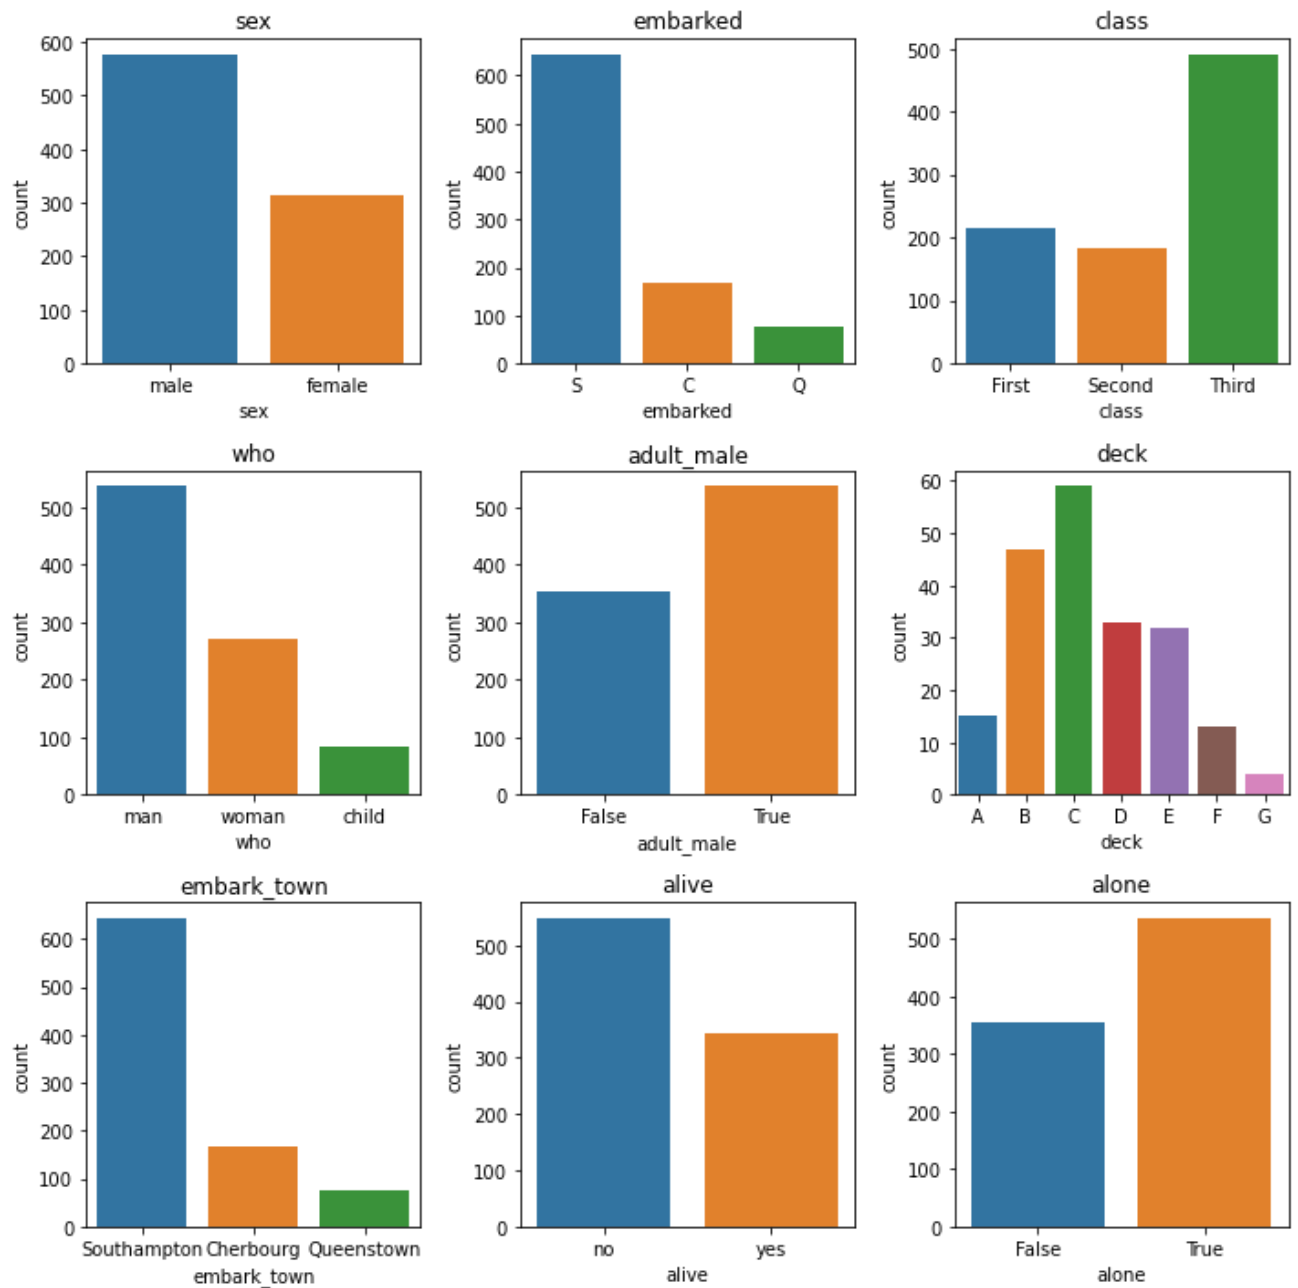 sex
600
500
400
300
200
100
0
count
male female
sex
embarked
600
500
400
300
200
100
0
count
S C Q
embarked
class
500
400
300
200
100
0
count
First Second Third
class
who
500
400
300
200
100
0
count
man woman child
who
adult_male
500
400
300
200
100
0
count
False True
adult_male
deck
60
50
40
30
20
10
0
count
A B C D E F G
deck
embark_town
600
500
400
300
200
100
0
count
Southampton Cherbourg Queenstown
embark_town
alive
500
400
300
200
100
0
count
no yes
alive
alone
500
400
300
200
100
0
count
False True
alone